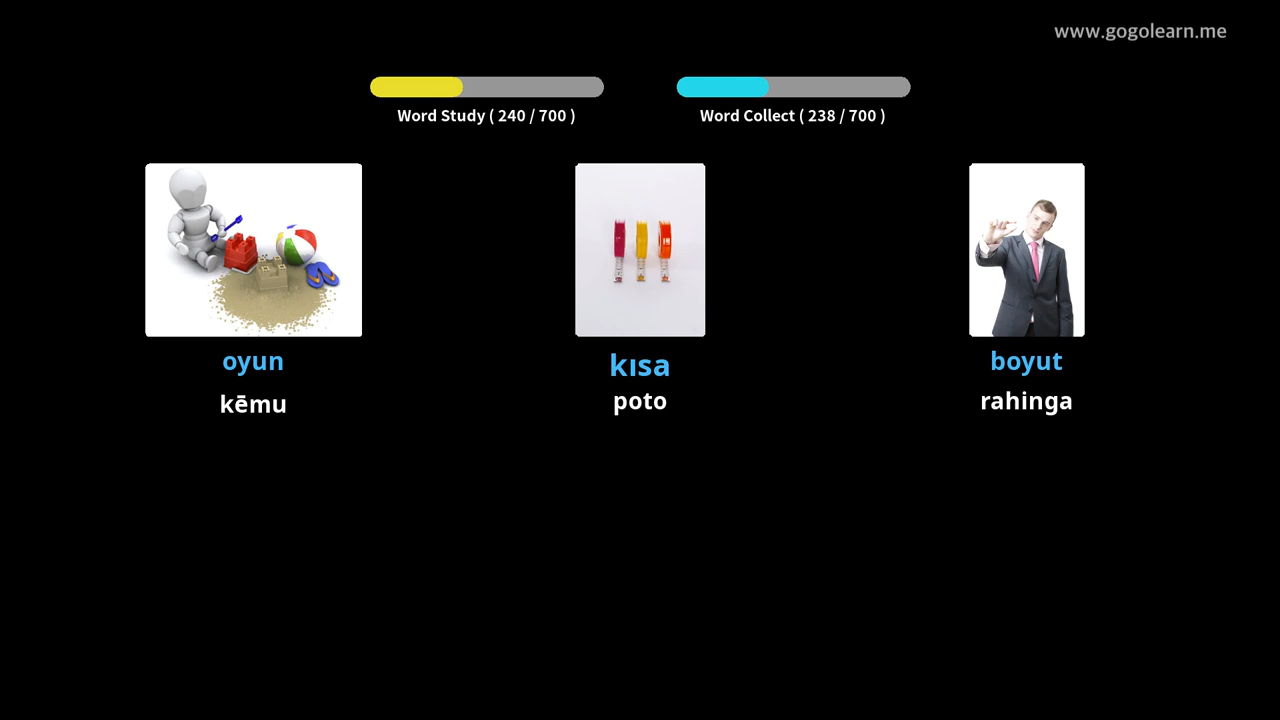 www.gogolearn.me
Word Study ( 240 / 700 )
Word Collect ( 238 / 700 )
oyun
kēmu
kısa
poto
boyut
rahinga